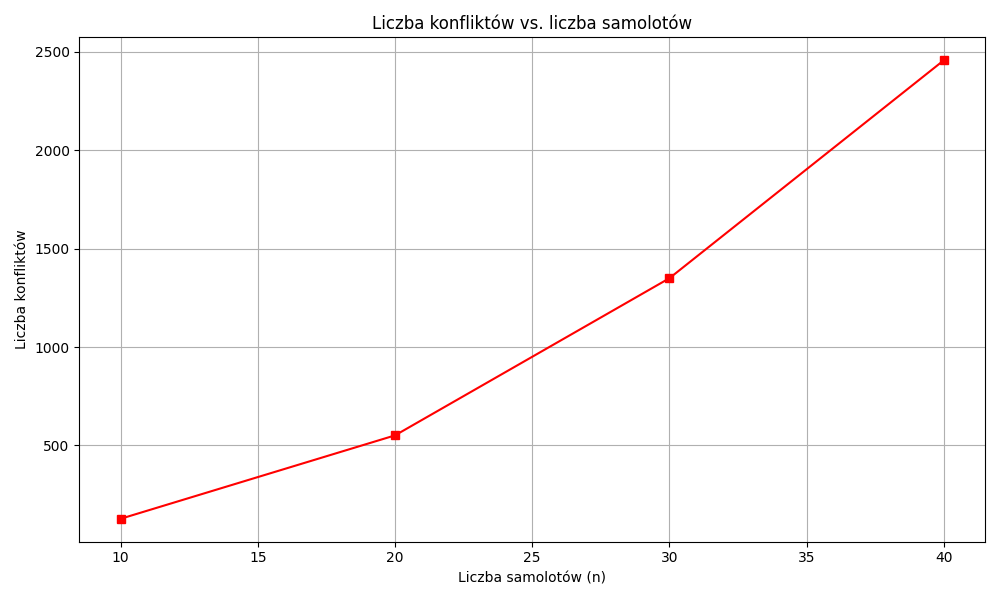 Liczba konfliktów vs. liczba samolotów
2500
2000
1500
1000
500
Liczba konfliktów
10 15 20 25 30 35 40
Liczba samolotów (n)